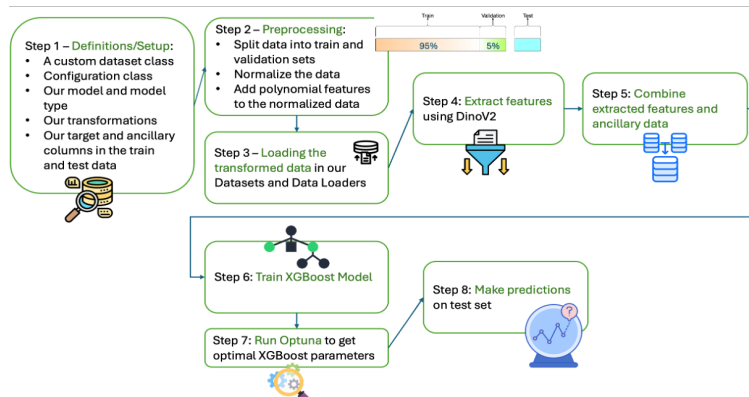 Step 1 – Definitions/Setup:
• A custom dataset class
• Configuration class
• Our model and model
type
• Our transformations
• Our target and ancillary
columns in the train
and test data
Step 2 – Preprocessing:
• Split data into train and
validation sets
• Normalize the data
• Add polynomial features
to the normalized data
Train
Validation
Test
95%
5%
Step 3 – Loading the
transformed data in our
Datasets and Data Loaders
Step 4: Extract features
using DinoV2
Step 5: Combine
extracted features and
ancillary data
Step 6: Train XGBoost Model
Step 7: Run Optuna to get
optimal XGBoost parameters
Step 8: Make predictions
on test set
?